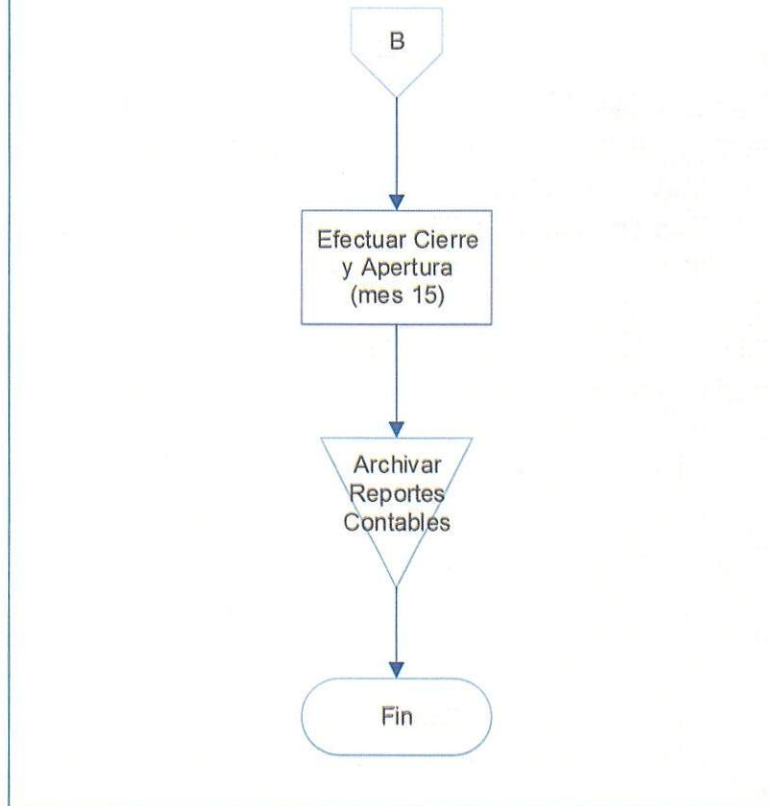 B
Efectuar Cierre
y Apertura
(mes 15)
Archivar
Reportes
Contables
Fin